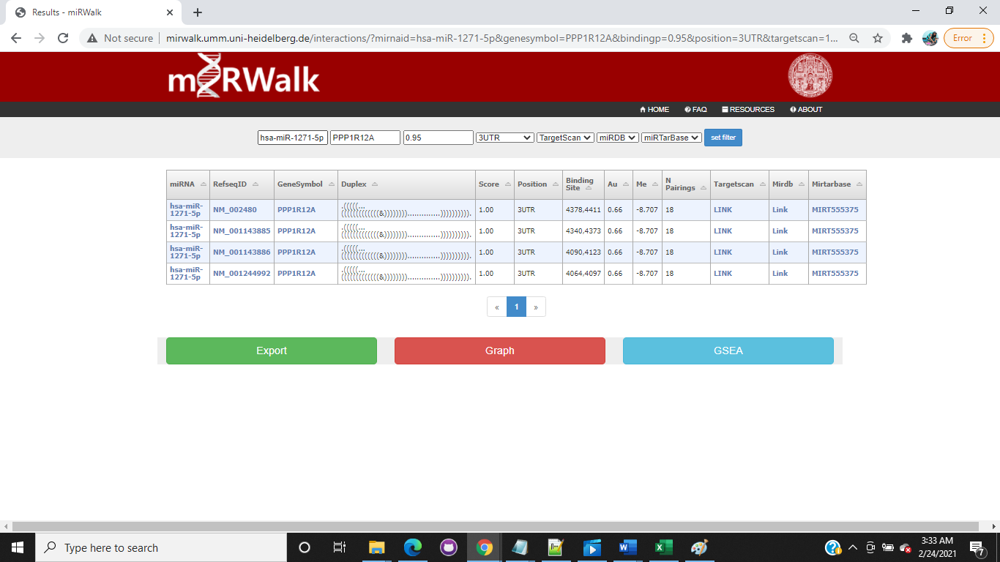 Results - miRWalk
Not secure
mirwalk.umm.uni-heidelberg.de/interactions/?mirnaid=hsa-miR-1271-5p&genesymbol=PPP1R12A&bindingp=0.95&position=3UTR&targetscan=1...
Error
miRWalk
HOME FAQ RESOURCES ABOUT
hsa-miR-1271-5p PPP1R12A 0.95 3UTR TargetScan miRDB miRTarBase set filter
miRNA RefseqID GeneSymbol Duplex Score Position Binding Site Au Me N Pairings Targetscan Mirdb Mirtarbase
hsa-miR-1271-5p NM_002480 PPP1R12A 1.00 3UTR 4378,4411 0.66 -8.707 18 LINK Link MIRT555375
hsa-miR-1271-5p NM_001143885 PPP1R12A 1.00 3UTR 4340,4373 0.66 -8.707 18 LINK Link MIRT555375
hsa-miR-1271-5p NM_001143886 PPP1R12A 1.00 3UTR 4090,4123 0.66 -8.707 18 LINK Link MIRT555375
hsa-miR-1271-5p NM_001244992 PPP1R12A 1.00 3UTR 4064,4097 0.66 -8.707 18 LINK Link MIRT555375
« 1 »
Export
Graph
GSEA
Type here to search
3:33 AM
2/24/2021
7